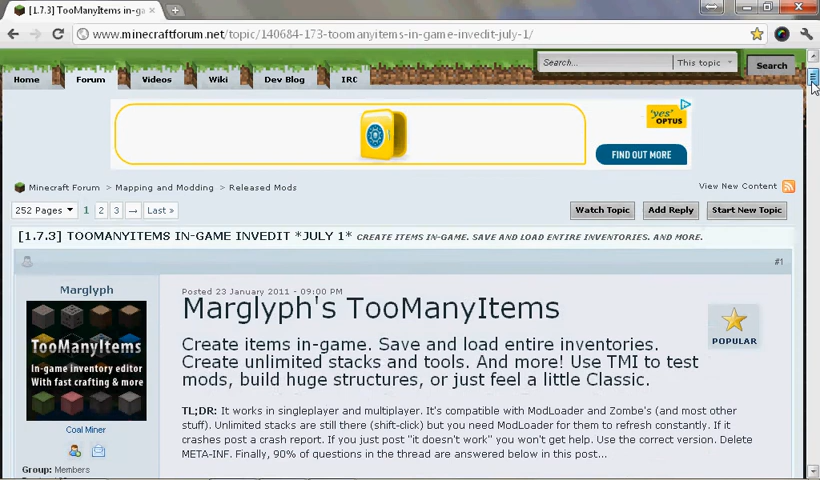 [1.7.3] TooManyItems in-ga
www.minecraftforum.net/topic/140684-173-toomanyitems-in-game-invedit-july-1/
Search...
This topic
Search
Home
Forum
Videos
Wiki
Dev Blog
IRC
'yes'
OPTUS
FIND OUT MORE
Minecraft Forum > Mapping and Modding > Released Mods
View New Content
252 Pages
1
2
3
→
Last »
Watch Topic
Add Reply
Start New Topic
[1.7.3] TOOMANYITEMS IN-GAME INVEDIT *JULY 1* CREATE ITEMS IN-GAME. SAVE AND LOAD ENTIRE INVENTORIES. AND MORE.
#1
Marglyph
Posted 23 January 2011 - 09:00 PM
Marglyph's TooManyItems
POPULAR
Create items in-game. Save and load entire inventories.
Create unlimited stacks and tools. And more! Use TMI to test
mods, build huge structures, or just feel a little Classic.
TooManyItems
In-game inventory editor
With fast crafting & more
TL;DR: It works in singleplayer and multiplayer. It's compatible with ModLoader and Zombe's (and most other
stuff). Unlimited stacks are still there (shift-click) but you need ModLoader for them to refresh constantly. If it
crashes post a crash report. If you just post "it doesn't work" you won't get help. Use the correct version. Delete
META-INF. Finally, 90% of questions in the thread are answered below in this post...
Coal Miner
Group: Members